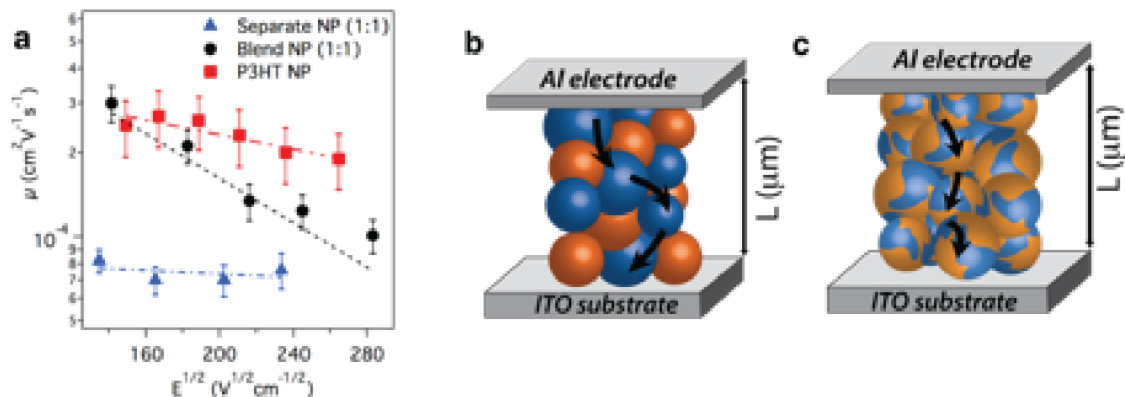 a
Separate NP (1:1)
Blend NP (1:1)
P3HT NP
μ (cm²V⁻¹s⁻¹)
6
5
4
3
2
10⁻⁴
9
8
7
6
5
160 200 240 280
E^1/2 (V^1/2cm^-1/2)
b
Al electrode
L (μm)
ITO substrate
c
Al electrode
L (μm)
ITO substrate